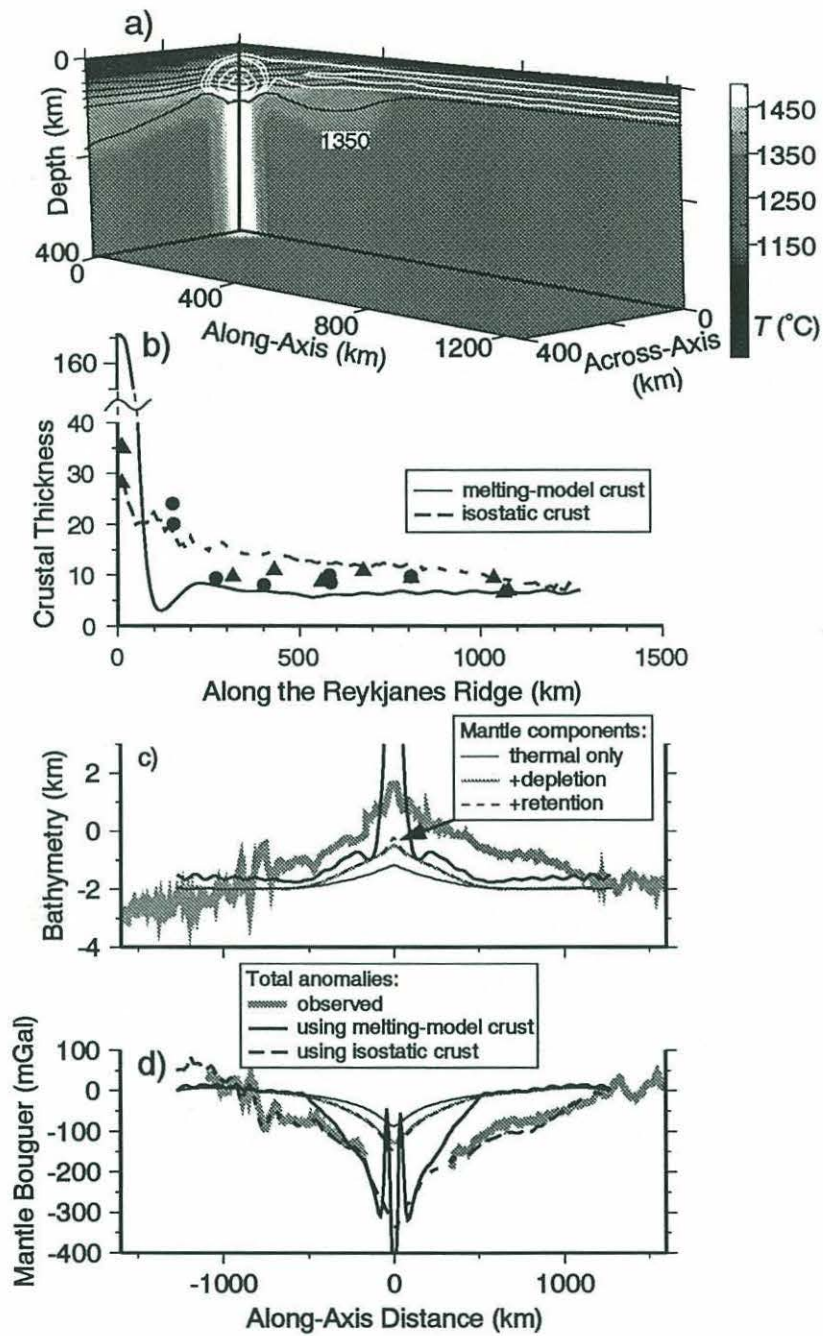 a)
0
Depth (km)
400
1350
0
400
800
1200
Along-Axis (km)
400
0
Across-Axis
(km)
1450
1350
1250
1150
T (°C)
b)
160
40
30
20
10
0
Crustal Thickness
melting-model crust
isostatic crust
0
500
1000
1500
Along the Reykjanes Ridge (km)
c)
Mantle components:
thermal only
+depletion
+retention
2
0
-2
-4
Bathymetry (km)
Total anomalies:
observed
using melting-model crust
using isostatic crust
d)
100
0
-100
-200
-300
-400
Mantle Bouguer (mGal)
-1000
0
1000
Along-Axis Distance (km)